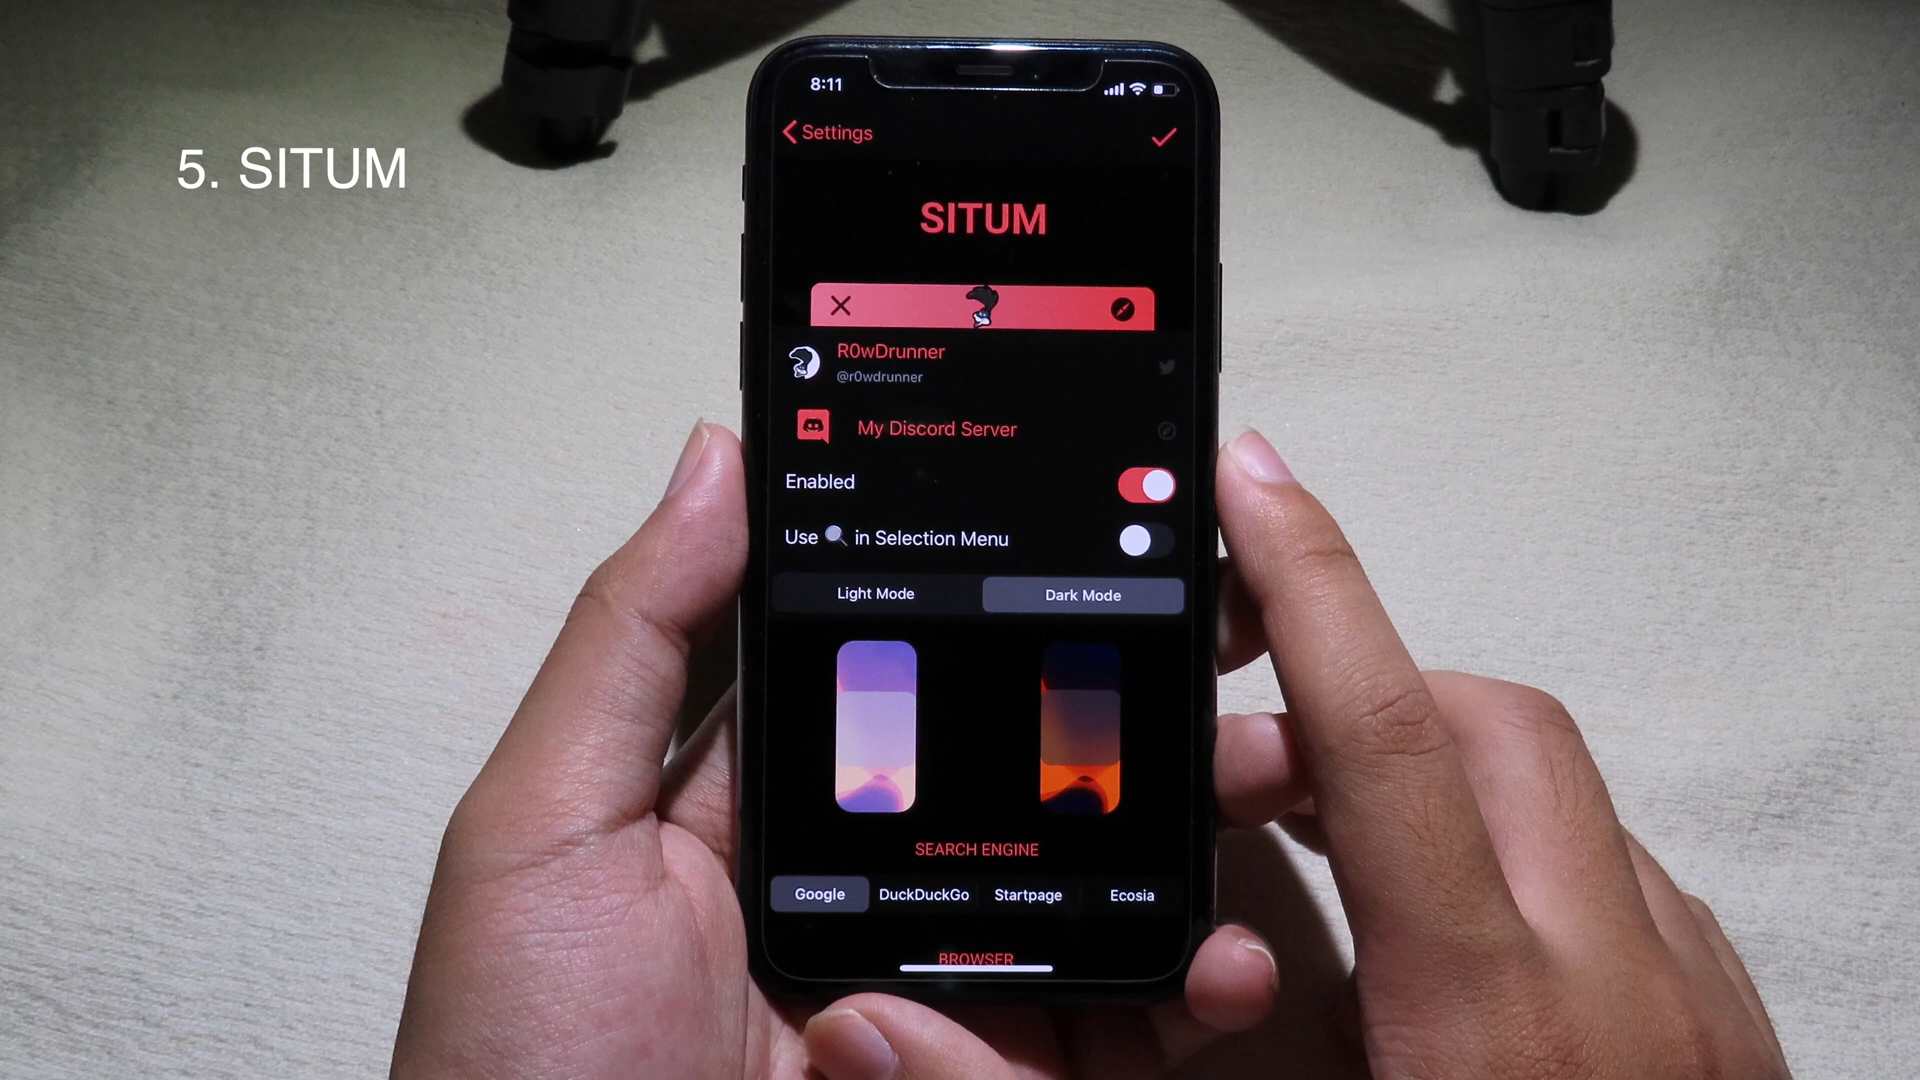 5. SITUM
8:11
Settings
SITUM
R0wDrunner
@r0wdrunner
My Discord Server
Enabled
Use 🔍 in Selection Menu
Light Mode
Dark Mode
SEARCH ENGINE
Google
DuckDuckGo
Startpage
Ecosia
BROWSER